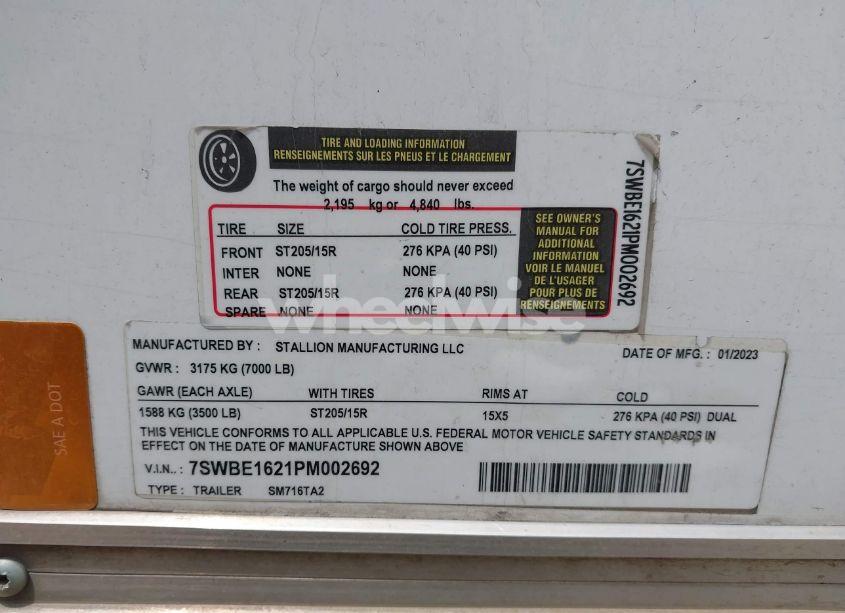 TIRE AND LOADING INFORMATION
RENSEIGNEMENTS SUR LES PNEUS ET LE CHARGEMENT
The weight of cargo should never exceed
2,195 kg or 4,840 lbs.
TIRE SIZE COLD TIRE PRESS.
FRONT ST205/15R 276 KPA (40 PSI)
INTER NONE NONE
REAR ST205/15R 276 KPA (40 PSI)
SPARE NONE NONE
SEE OWNER'S
MANUAL FOR
ADDITIONAL
INFORMATION
VOIR LE MANUEL
DE L'USAGER
POUR PLUS DE
RENSEIGNEMENTS
7SWBE1621PM002692
wheelwise
MANUFACTURED BY : STALLION MANUFACTURING LLC DATE OF MFG. : 01/2023
GVWR : 3175 KG (7000 LB)
GAWR (EACH AXLE) WITH TIRES RIMS AT COLD
1588 KG (3500 LB) ST205/15R 15X5 276 KPA (40 PSI) DUAL
THIS VEHICLE CONFORMS TO ALL APPLICABLE U.S. FEDERAL MOTOR VEHICLE SAFETY STANDARDS IN
EFFECT ON THE DATE OF MANUFACTURE SHOWN ABOVE
V.I.N.. : 7SWBE1621PM002692
TYPE : TRAILER SM716TA2
SAE A DOT